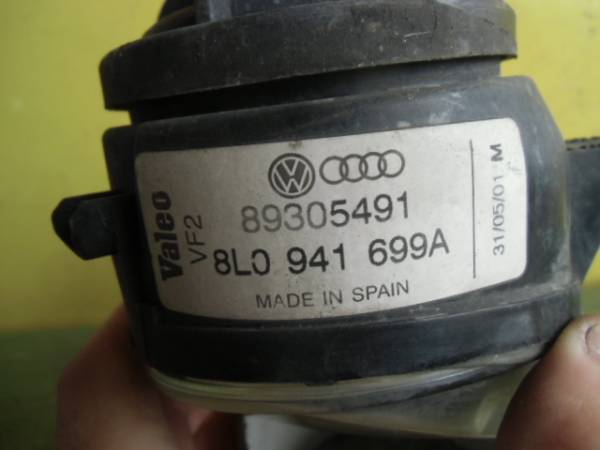 Valeo
VF2
89305491
8L0 941 699A
MADE IN SPAIN
31/05/01 M